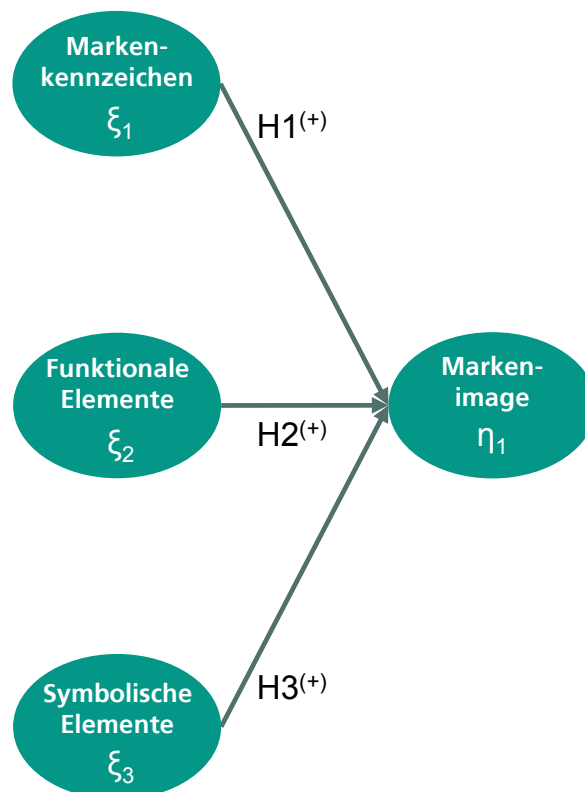 Marken-
kennzeichen
ξ₁
H1⁽⁺⁾
Funktionale
Elemente
ξ₂
H2⁽⁺⁾
Marken-
image
η₁
H3⁽⁺⁾
Symbolische
Elemente
ξ₃